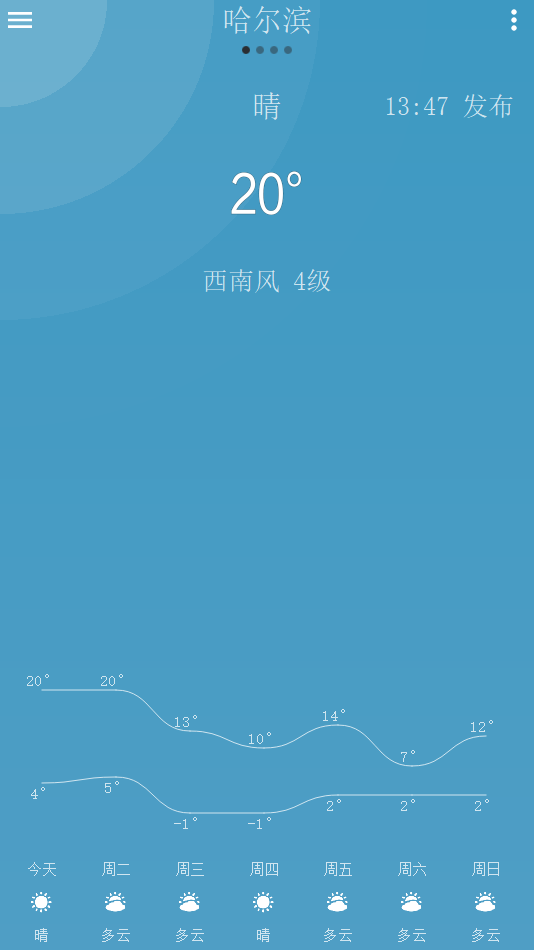 哈尔滨
晴
13:47 发布
20°
西南风 4级
20° 20° 13° 10° 14° 7° 12°
4° 5° -1° -1° 2° 2° 2°
今天 周二 周三 周四 周五 周六 周日
晴 多云 多云 晴 多云 多云 多云